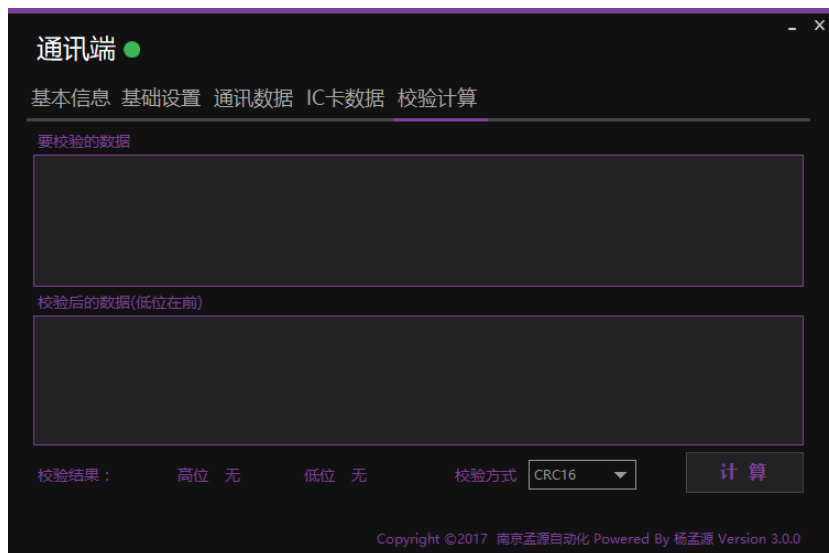 通讯端
基本信息 基础设置 通讯数据 IC卡数据 校验计算
要校验的数据
校验后的数据(低位在前)
校验结果: 高位 无 低位 无 校验方式 CRC16 计 算
Copyright ©2017 南京孟源自动化 Powered By 杨孟源 Version 3.0.0